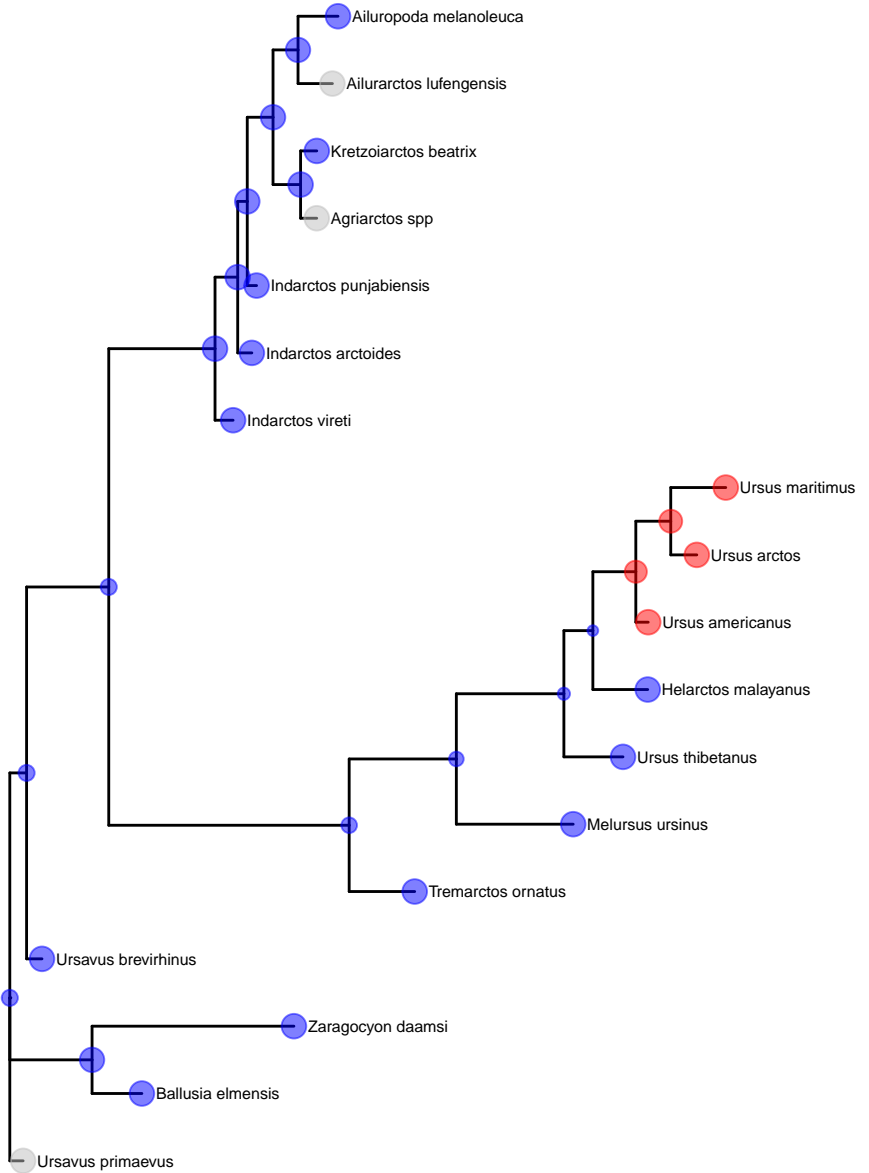 Ailuropoda melanoleuca
Ailurarctos lufengensis
Kretzoiarctos beatrix
Agriarctos spp
Indarctos punjabiensis
Indarctos arctoides
Indarctos vireti
Ursus maritimus
Ursus arctos
Ursus americanus
Helarctos malayanus
Ursus thibetanus
Melursus ursinus
Tremarctos ornatus
Ursavus brevirhinus
Zaragocyon daamsi
Ballusia elmensis
Ursavus primaevus